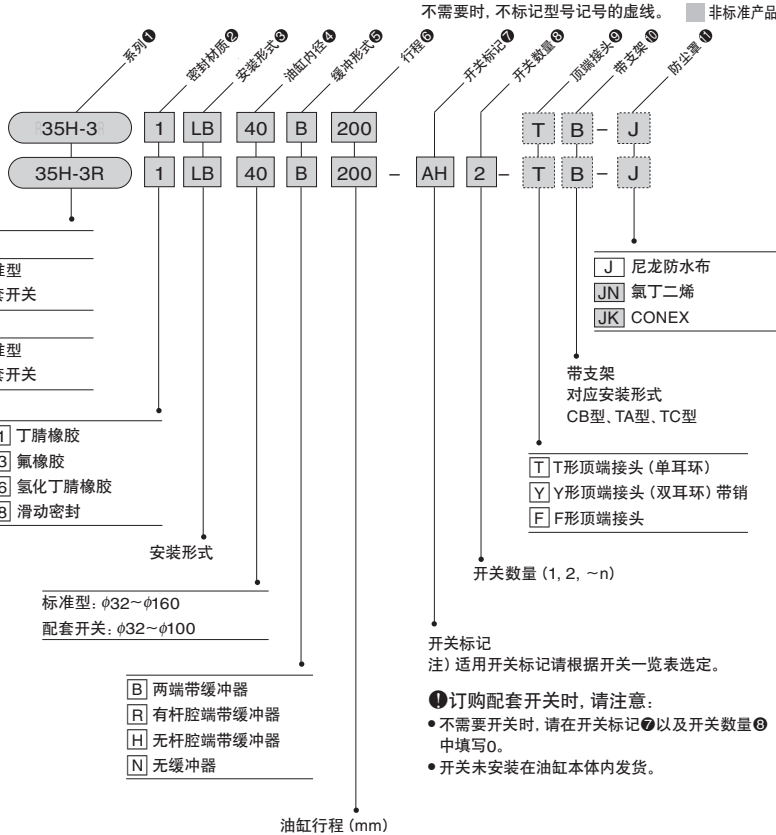 不需要时, 不标记型号记号的虚线。 非标准产品
系列❶ 密封材质❷ 安装形式❸ 油缸内径❹ 缓冲形式❺ 行程❻ 开关标记❼ 开关数量❽ 顶端接头❾ 带支架❿ 防尘罩⓫
35H-3 1 LB 40 B 200 T B – J
35H-3R 1 LB 40 B 200 – AH 2 – T B – J
准型
套开关
准型
套开关
J 尼龙防水布
JN 氯丁二烯
JK CONEX
带支架
对应安装形式
CB型、TA型、TC型
1 丁腈橡胶
3 氟橡胶
6 氢化丁腈橡胶
8 滑动密封
T T形顶端接头 (单耳环)
Y Y形顶端接头 (双耳环) 带销
F F形顶端接头
安装形式
开关数量 (1, 2, ~n)
标准型: φ32~φ160
配套开关: φ32~φ100
开关标记
注) 适用开关标记请根据开关一览表选定。
B 两端带缓冲器
R 有杆腔端带缓冲器
H 无杆腔端带缓冲器
N 无缓冲器
!订购配套开关时, 请注意:
● 不需要开关时, 请在开关标记❼以及开关数量❽
中填写0。
● 开关未安装在油缸本体内发货。
油缸行程 (mm)